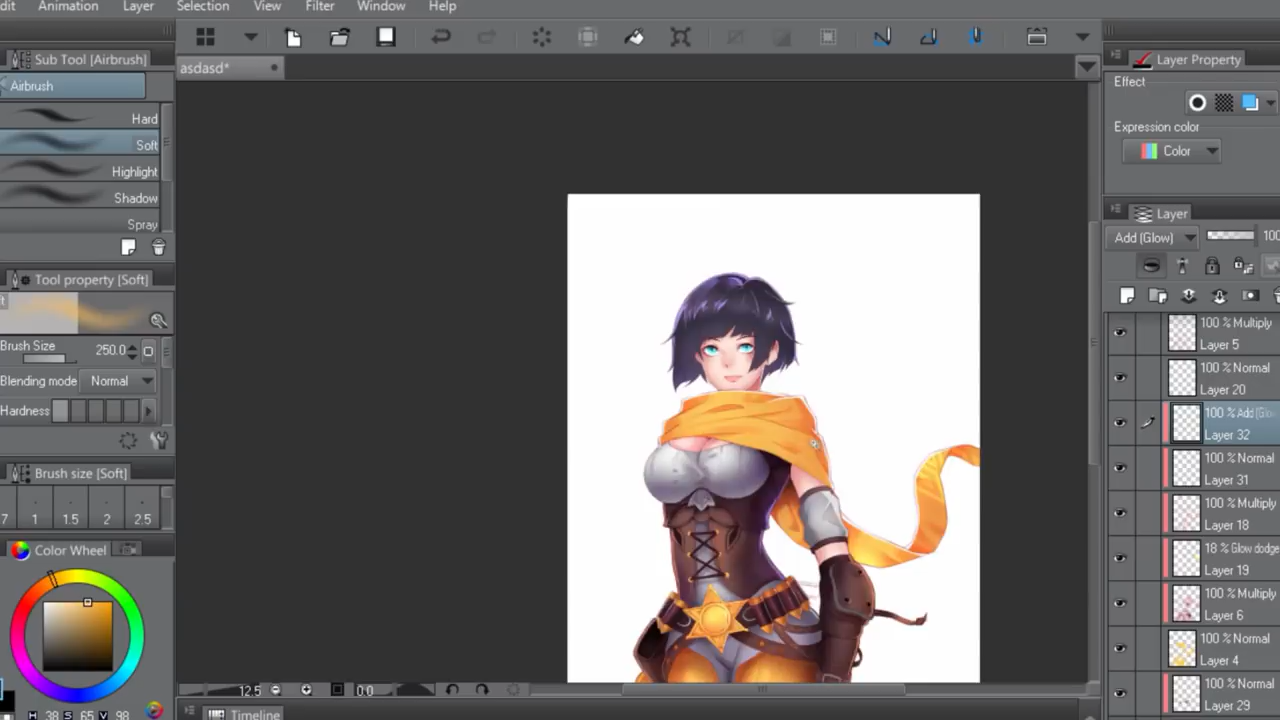 dit Animation Layer Selection View Filter Window Help
Sub Tool [Airbrush]
Airbrush
Hard
Soft
Highlight
Shadow
Spray
Tool property [Soft]
ft
Brush Size 250.0
Blending mode Normal
Hardness
Brush size [Soft]
7 1 1.5 2 2.5
Color Wheel
H 38 S 65 V 98
asdasd*
12.5 0.0
Timeline
Layer Property
Effect
Expression color
Color
Layer
Add (Glow) 100
100 % Multiply
Layer 5
100 % Normal
Layer 20
100 % Add (Glo
Layer 32
100 % Normal
Layer 31
100 % Multiply
Layer 18
18 % Glow dodge
Layer 19
100 % Multiply
Layer 6
100 % Normal
Layer 4
100 % Normal
Layer 29